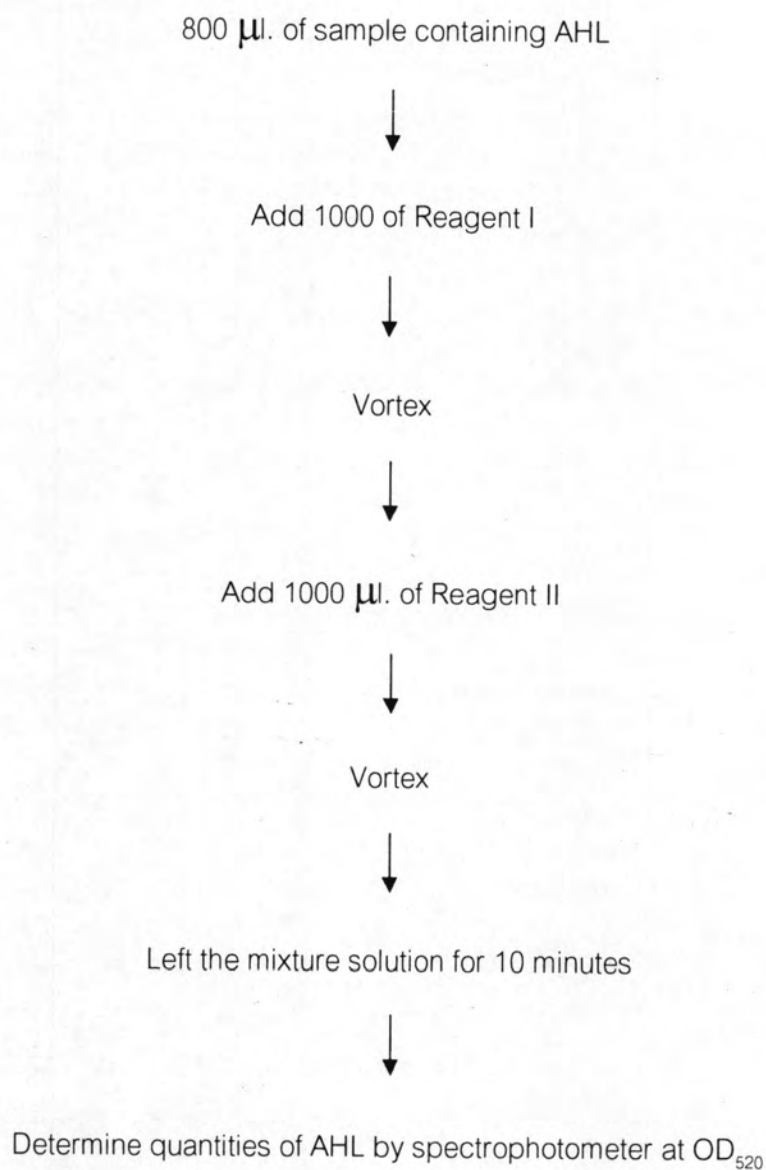 800 µl. of sample containing AHL
Add 1000 of Reagent I
Vortex
Add 1000 µl. of Reagent II
Vortex
Left the mixture solution for 10 minutes
Determine quantities of AHL by spectrophotometer at OD₅₂₀